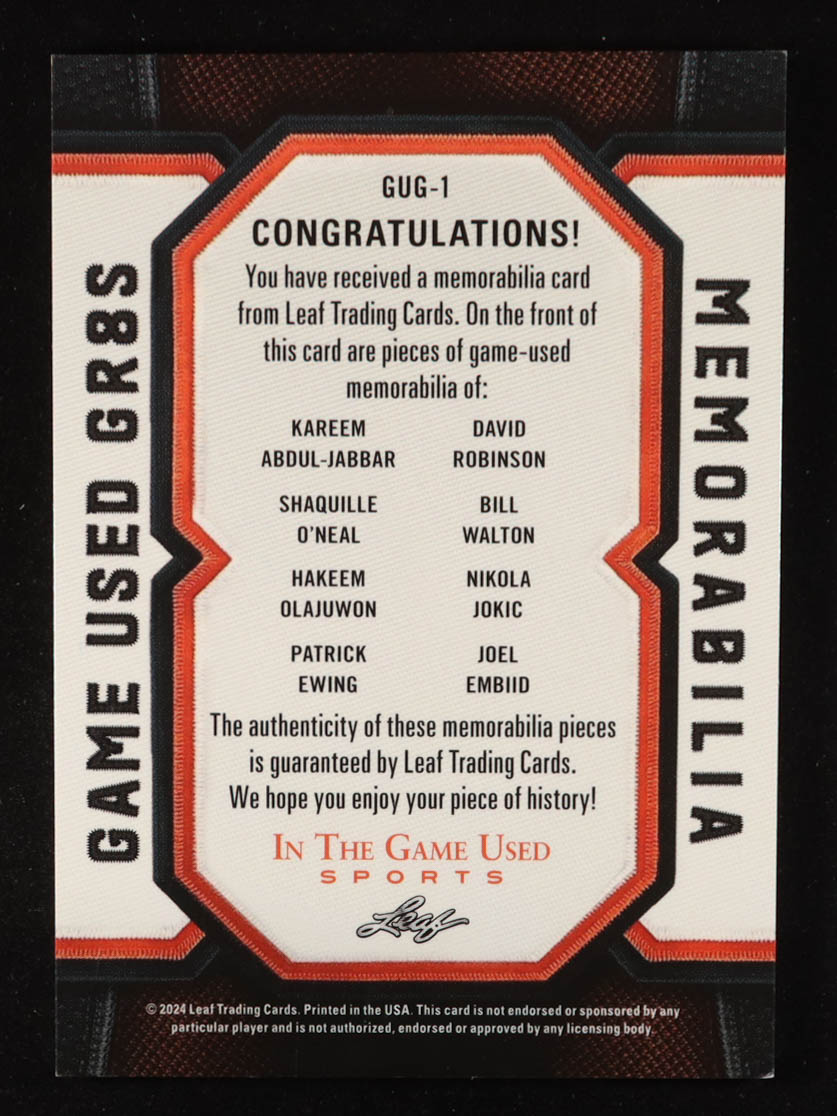 GUG-1
CONGRATULATIONS!
You have received a memorabilia card
from Leaf Trading Cards. On the front of
this card are pieces of game-used
memorabilia of:
KAREEM
ABDUL-JABBAR
DAVID
ROBINSON
SHAQUILLE
O'NEAL
BILL
WALTON
HAKEEM
OLAJUWON
NIKOLA
JOKIC
PATRICK
EWING
JOEL
EMBIID
The authenticity of these memorabilia pieces
is guaranteed by Leaf Trading Cards.
We hope you enjoy your piece of history!
IN THE GAME USED
SPORTS
Leaf
GAME USED GR8S
MEMORABILIA
© 2024 Leaf Trading Cards. Printed in the USA. This card is not endorsed or sponsored by any
particular player and is not authorized, endorsed or approved by any licensing body.